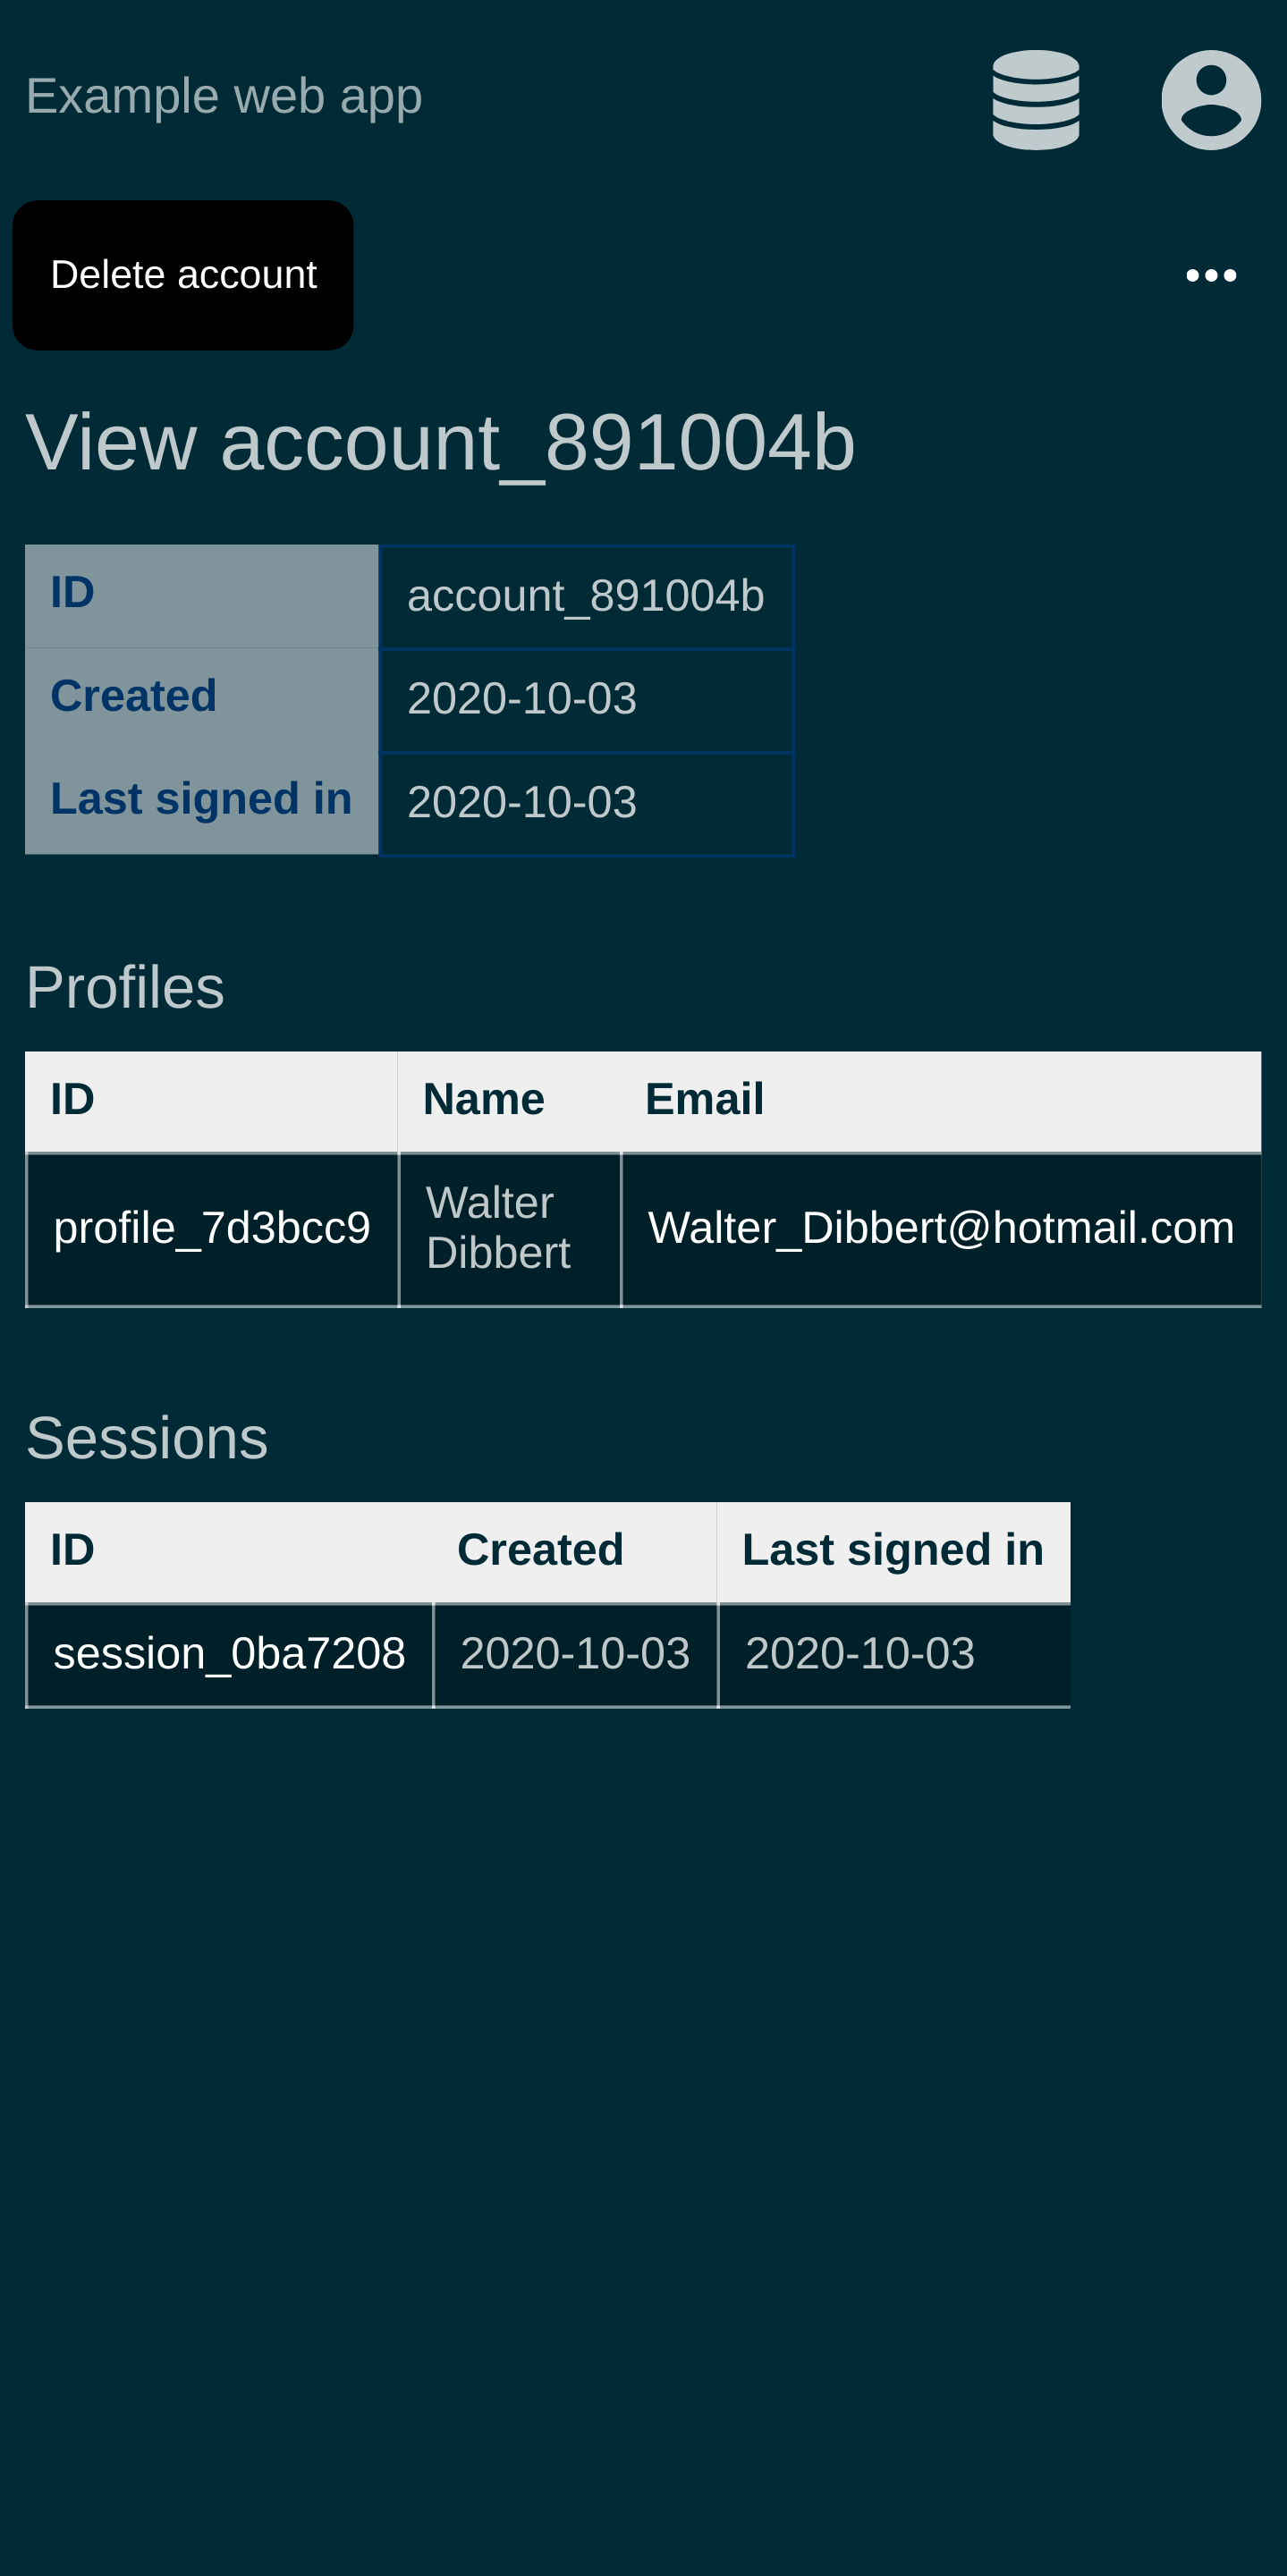 Example web app
Delete account
View account_891004b
ID account_891004b
Created 2020-10-03
Last signed in 2020-10-03
Profiles
ID Name Email
profile_7d3bcc9 Walter Dibbert Walter_Dibbert@hotmail.com
Sessions
ID Created Last signed in
session_0ba7208 2020-10-03 2020-10-03